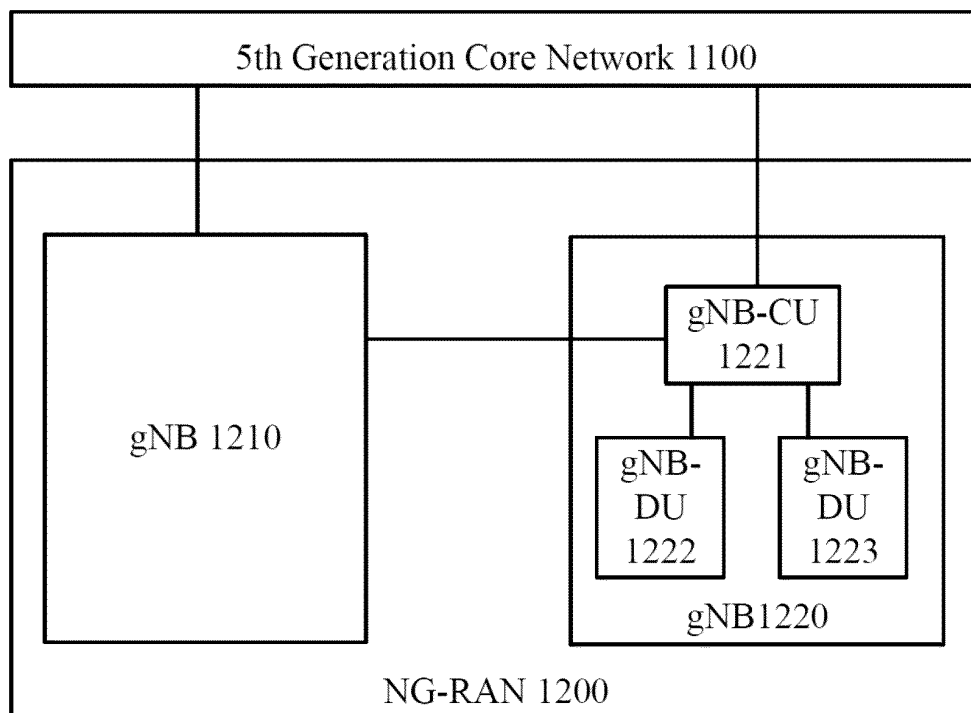 5th Generation Core Network 1100
gNB 1210
gNB-CU
1221
gNB-
DU
1222
gNB-
DU
1223
gNB1220
NG-RAN 1200